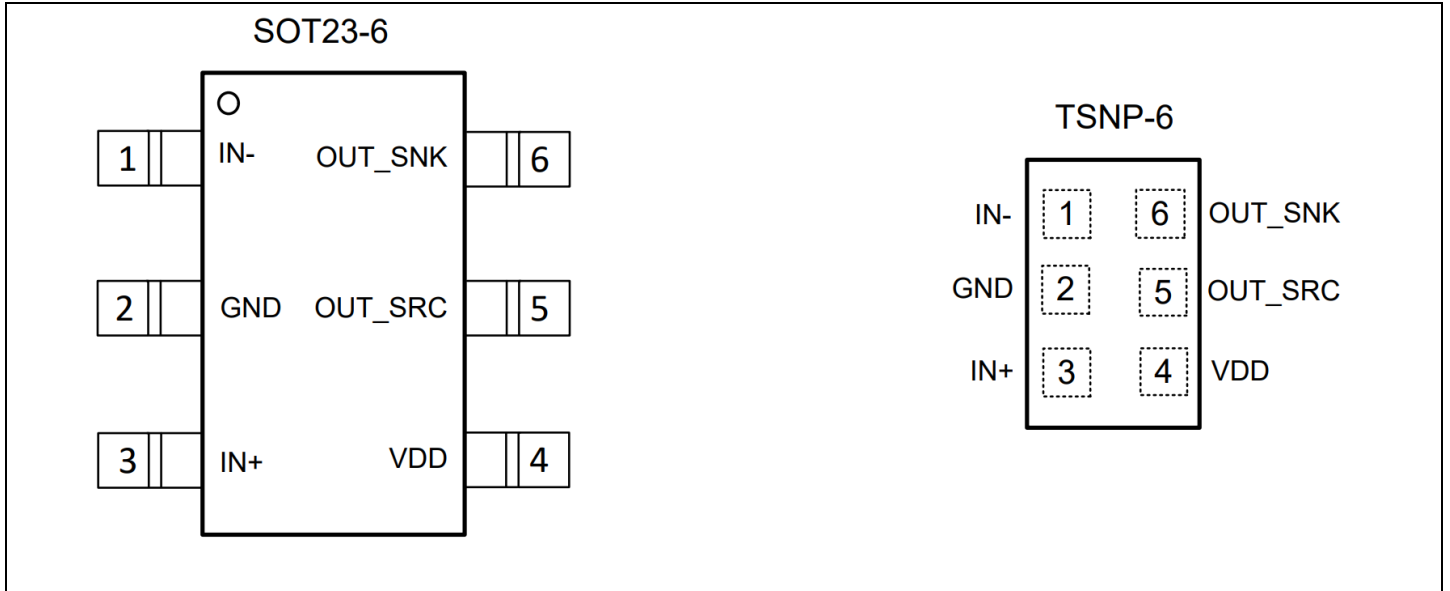 SOT23-6
1 IN- OUT_SNK 6
2 GND OUT_SRC 5
3 IN+ VDD 4
TSNP-6
IN- 1 6 OUT_SNK
GND 2 5 OUT_SRC
IN+ 3 4 VDD